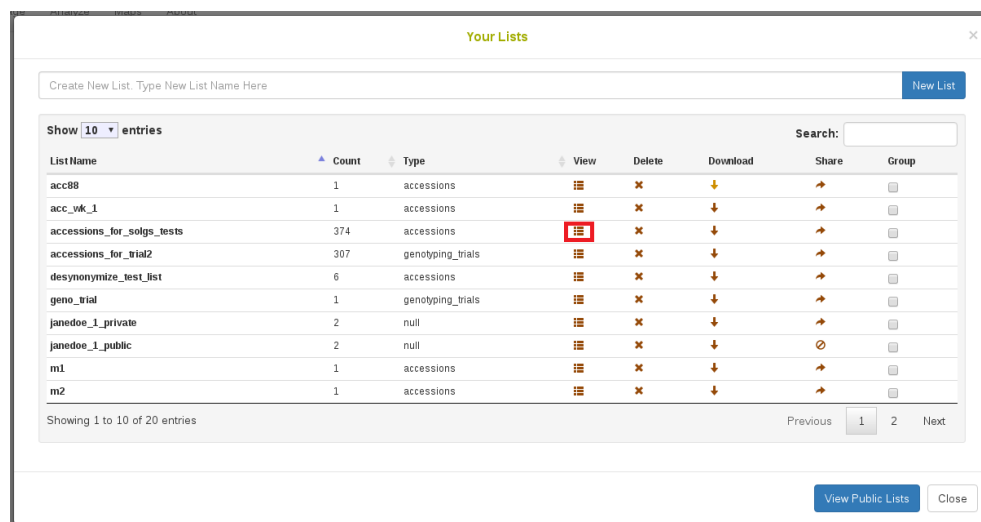 Analyze Maps About
Your Lists ×
Create New List. Type New List Name Here New List
Show 10 entries Search:
List Name Count Type View Delete Download Share Group
acc88 1 accessions
acc_wk_1 1 accessions
accessions_for_solgs_tests 374 accessions
accessions_for_trial2 307 genotyping_trials
desynonymize_test_list 6 accessions
geno_trial 1 genotyping_trials
janedoe_1_private 2 null
janedoe_1_public 2 null
m1 1 accessions
m2 1 accessions
Showing 1 to 10 of 20 entries Previous 1 2 Next
View Public Lists Close